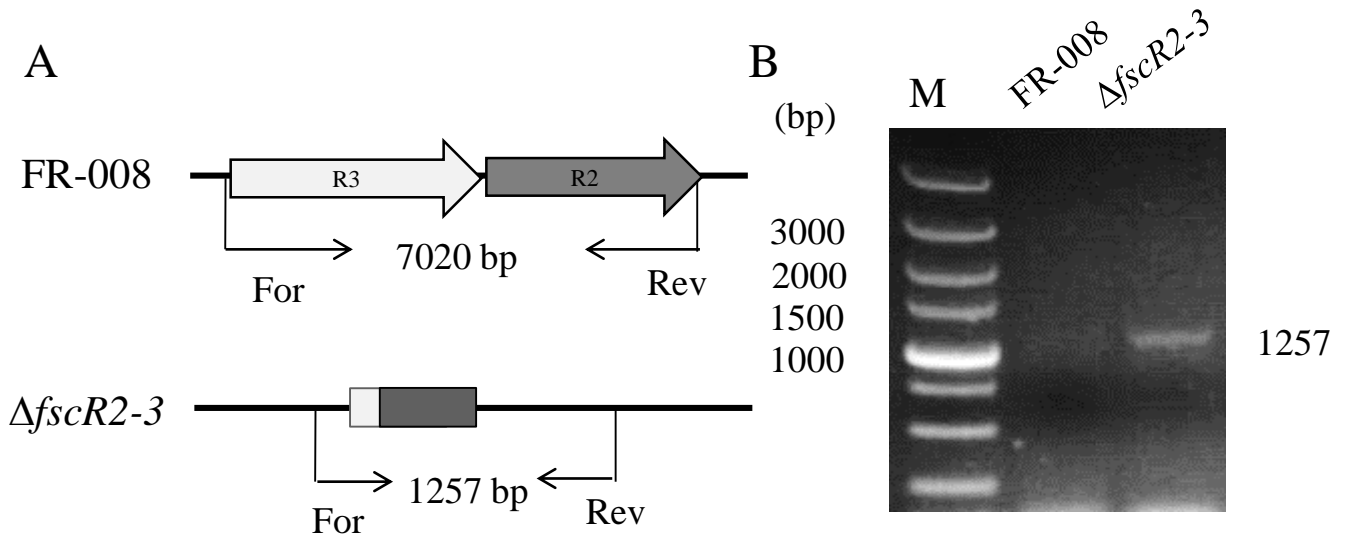 A
FR-008
R3
R2
7020 bp
For
Rev
ΔfscR2-3
1257 bp
For
Rev
B
(bp)
M
FR-008
ΔfscR2-3
3000
2000
1500
1000
1257